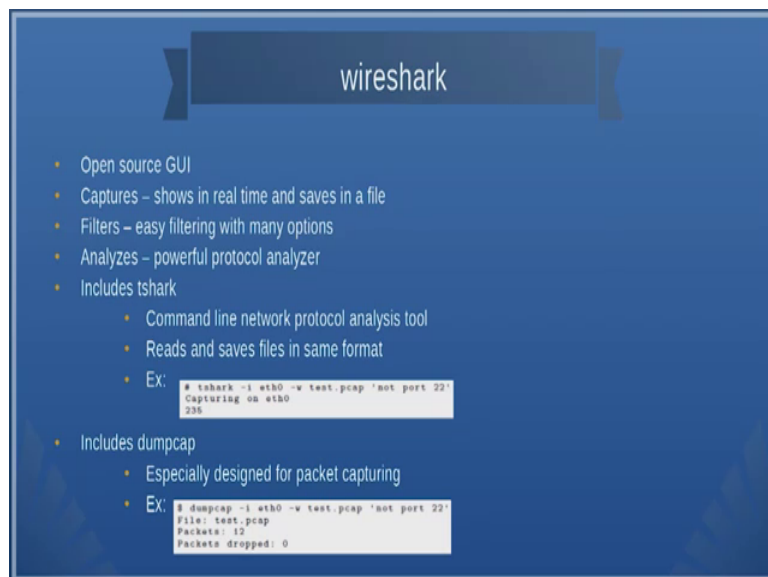 wireshark
• Open source GUI
• Captures – shows in real time and saves in a file
• Filters – easy filtering with many options
• Analyzes – powerful protocol analyzer
• Includes tshark
• Command line network protocol analysis tool
• Reads and saves files in same format
• Ex:
# tshark -i eth0 -w test.pcap 'not port 22'
Capturing on eth0
235
• Includes dumpcap
• Especially designed for packet capturing
• Ex:
$ dumpcap -i eth0 -w test.pcap 'not port 22'
File: test.pcap
Packets: 12
Packets dropped: 0